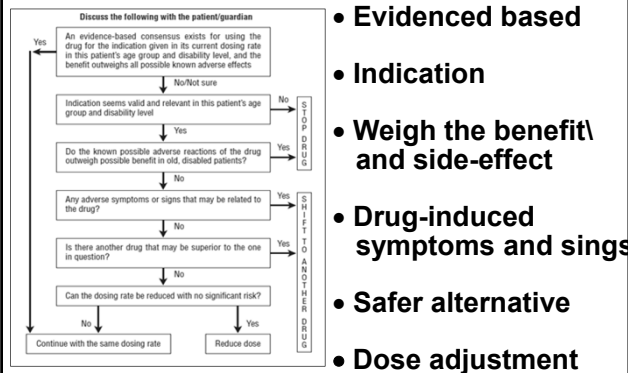 Discuss the following with the patient/guardian
An evidence-based consensus exists for using the
drug for the indication given in its current dosing rate
in this patient's age group and disability level, and the
benefit outweighs all possible known adverse effects
Yes
No/Not sure
Indication seems valid and relevant in this patient's age
group and disability level
No
Yes
Do the known possible adverse reactions of the drug
outweigh possible benefit in old, disabled patients?
Yes
No
STOP DRUG
Any adverse symptoms or signs that may be related to
the drug?
Yes
No
Is there another drug that may be superior to the one
in question?
Yes
No
SHIFT TO ANOTHER DRUG
Can the dosing rate be reduced with no significant risk?
No
Yes
Continue with the same dosing rate
Reduce dose
• Evidenced based
• Indication
• Weigh the benefit\
and side-effect
• Drug-induced
symptoms and sings
• Safer alternative
• Dose adjustment